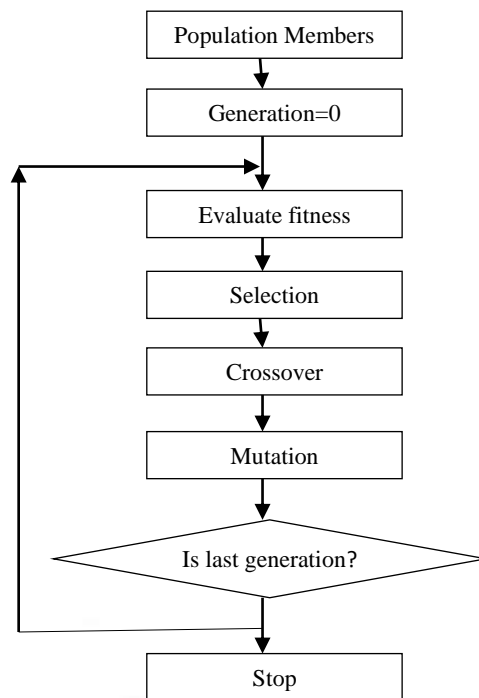 Population Members
Generation=0
Evaluate fitness
Selection
Crossover
Mutation
Is last generation?
Stop